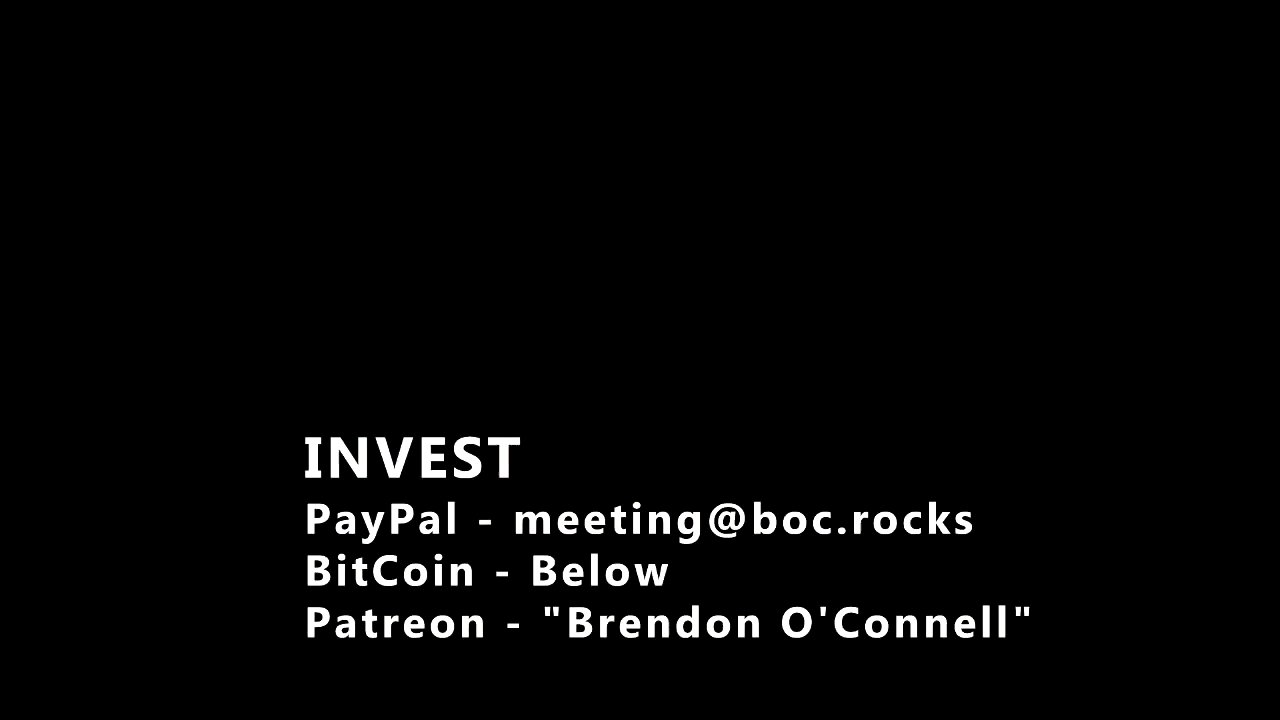 INVEST
PayPal - meeting@boc.rocks
BitCoin - Below
Patreon - "Brendon O'Connell"